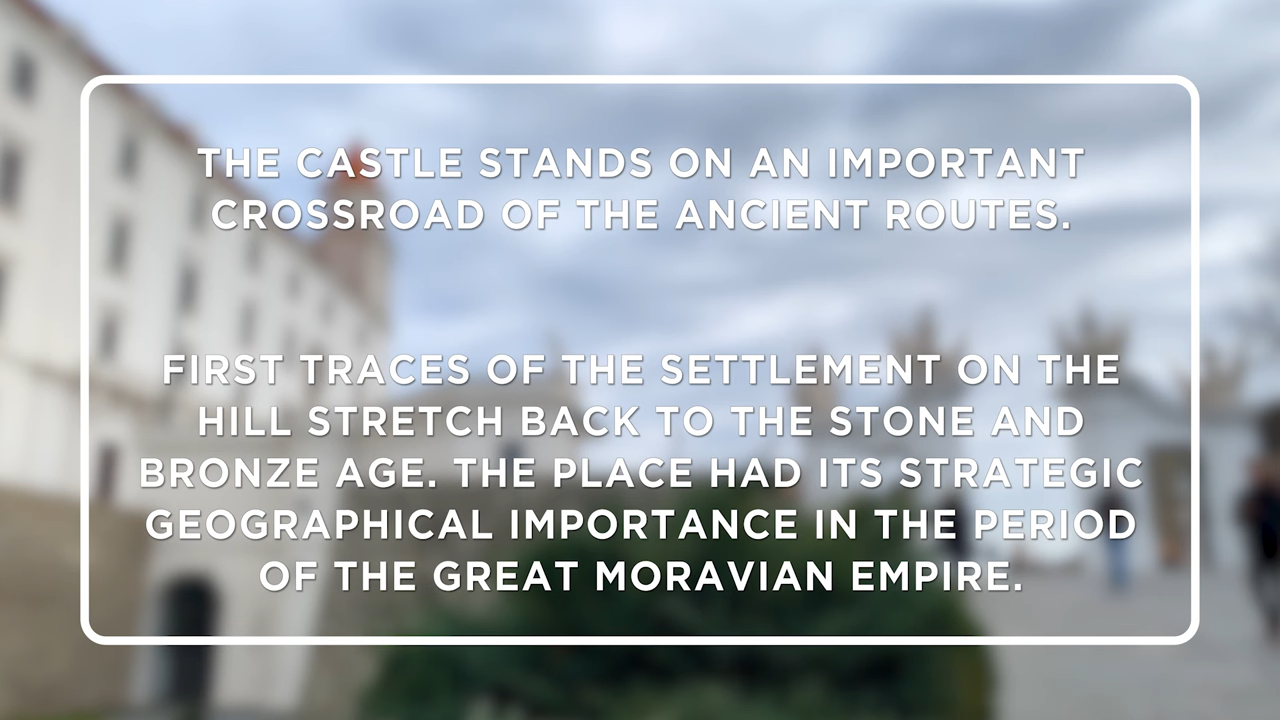 THE CASTLE STANDS ON AN IMPORTANT
CROSSROAD OF THE ANCIENT ROUTES.
FIRST TRACES OF THE SETTLEMENT ON THE
HILL STRETCH BACK TO THE STONE AND
BRONZE AGE. THE PLACE HAD ITS STRATEGIC
GEOGRAPHICAL IMPORTANCE IN THE PERIOD
OF THE GREAT MORAVIAN EMPIRE.